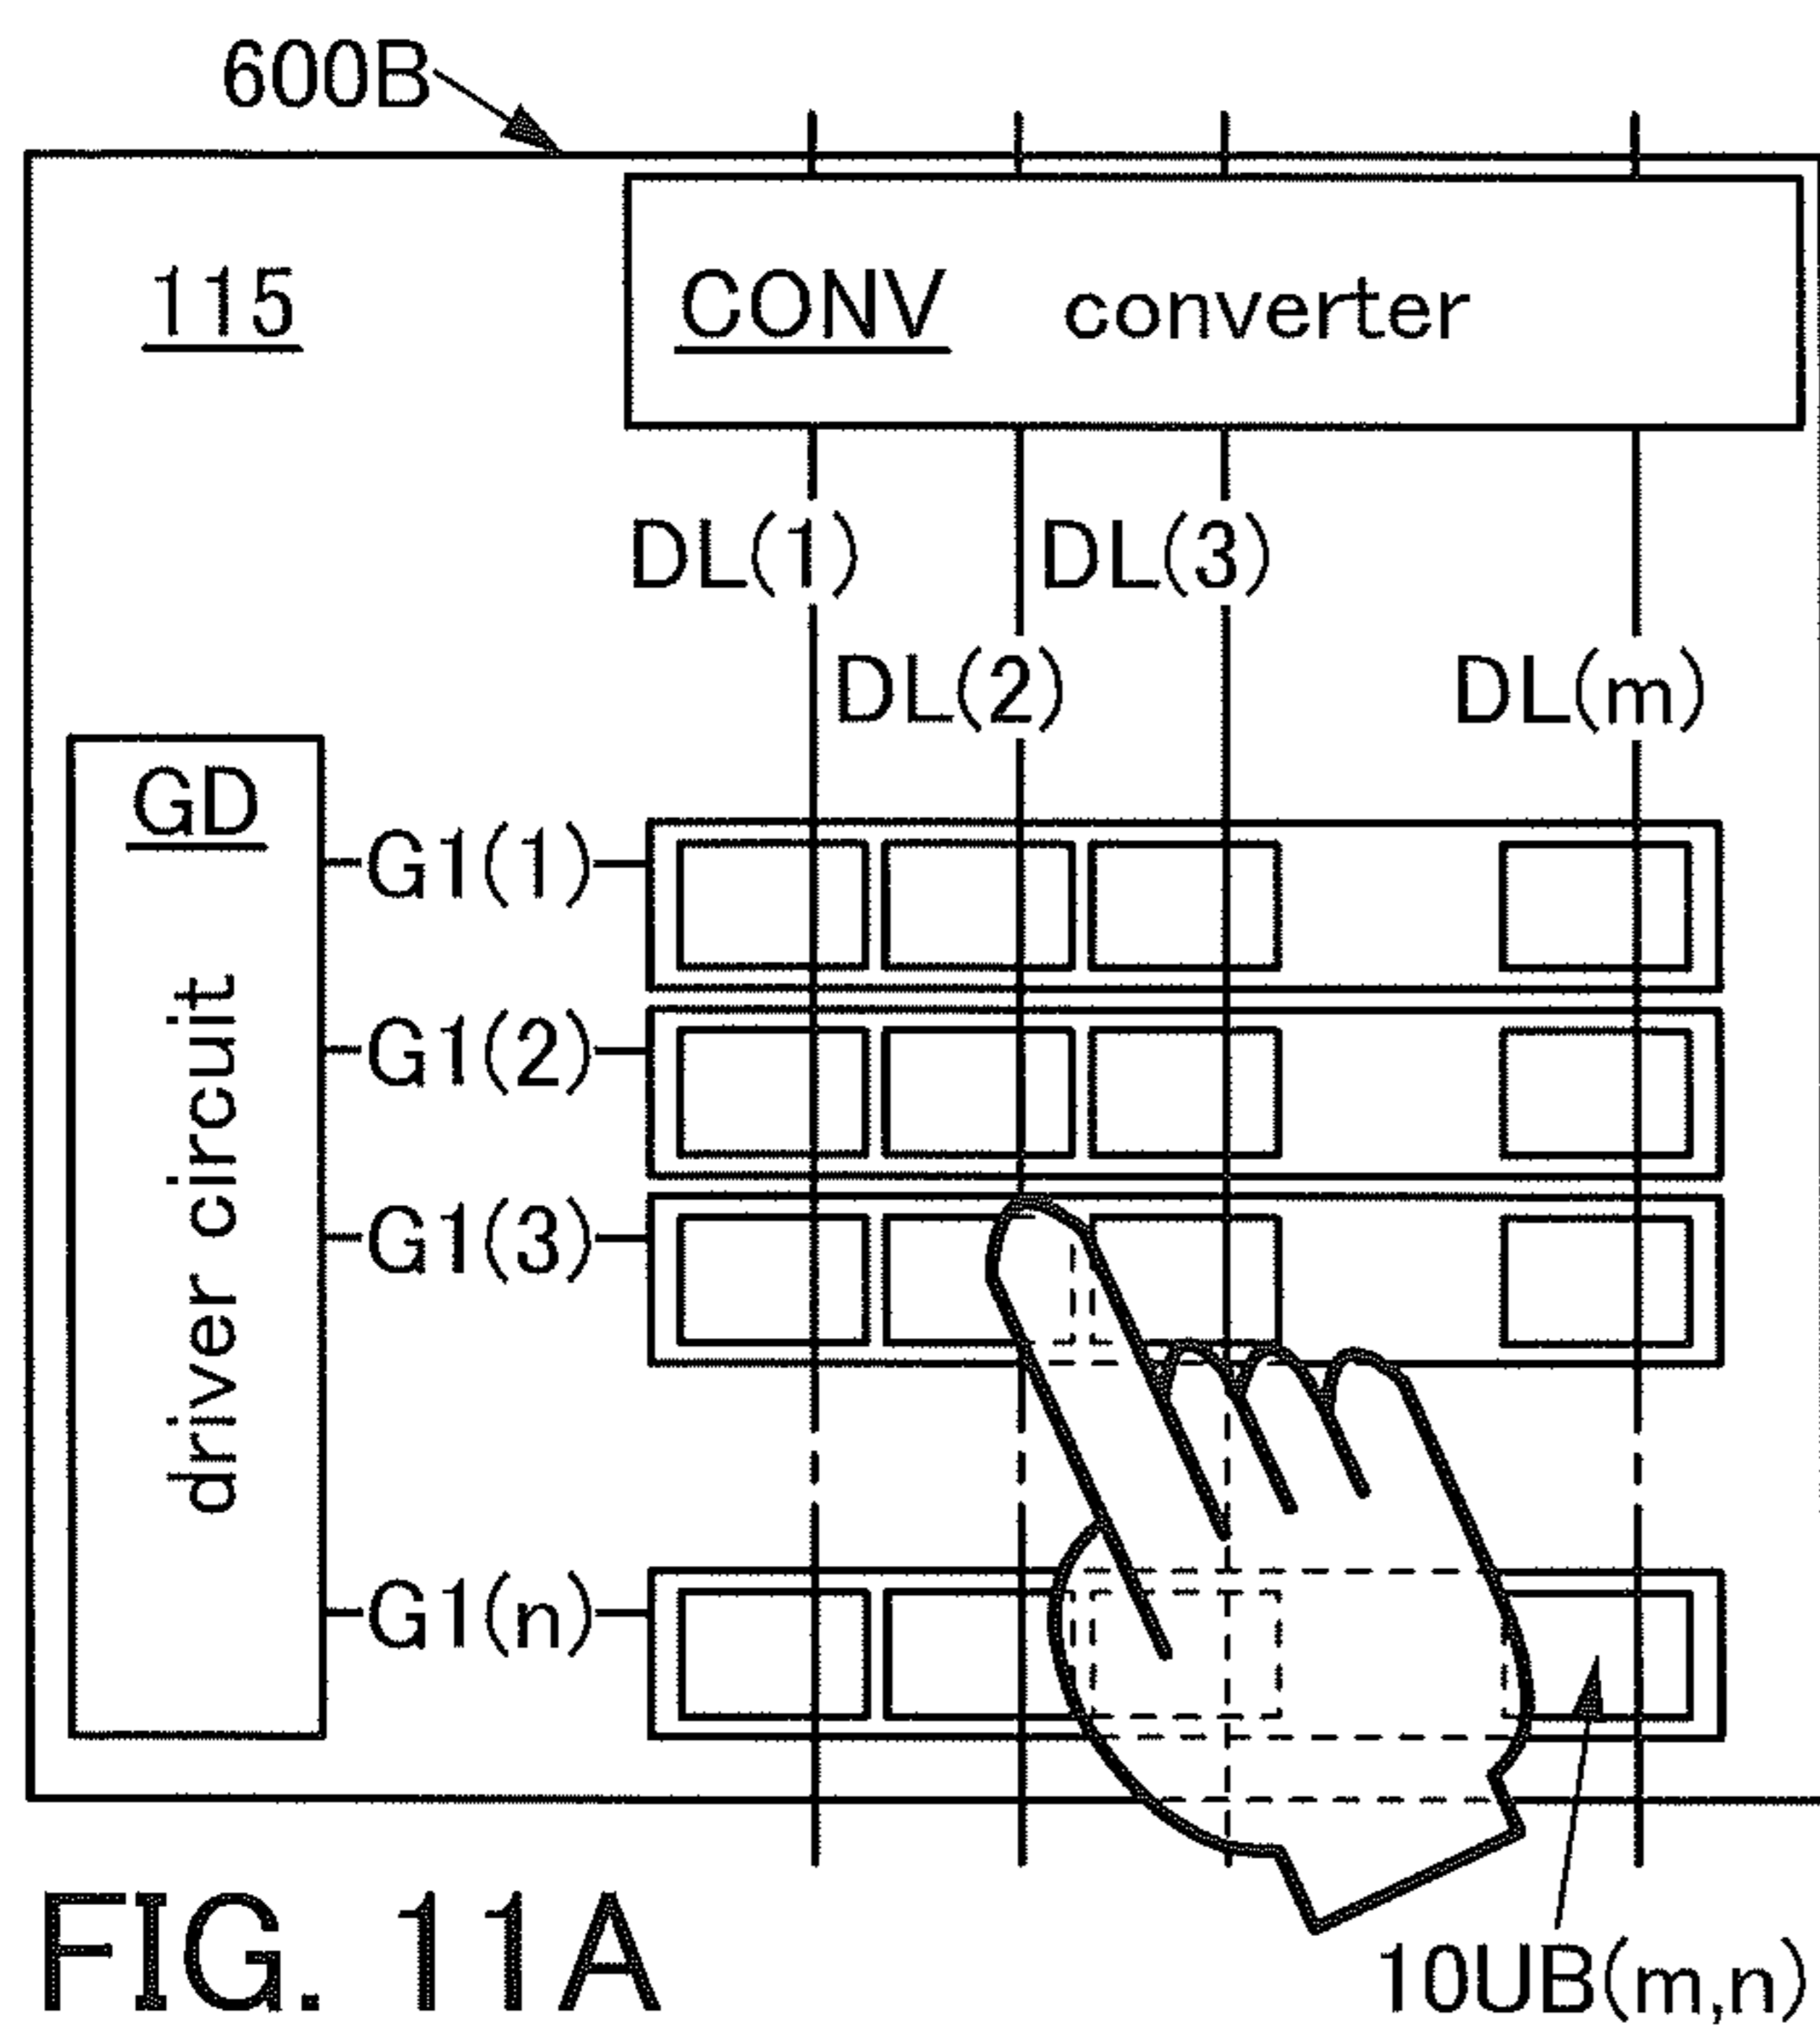 600B
115
CONV converter
DL(1) DL(3)
DL(2) DL(m)
GD
driver circuit
G1(1)
G1(2)
G1(3)
G1(n)
10UB(m,n)
FIG. 11A